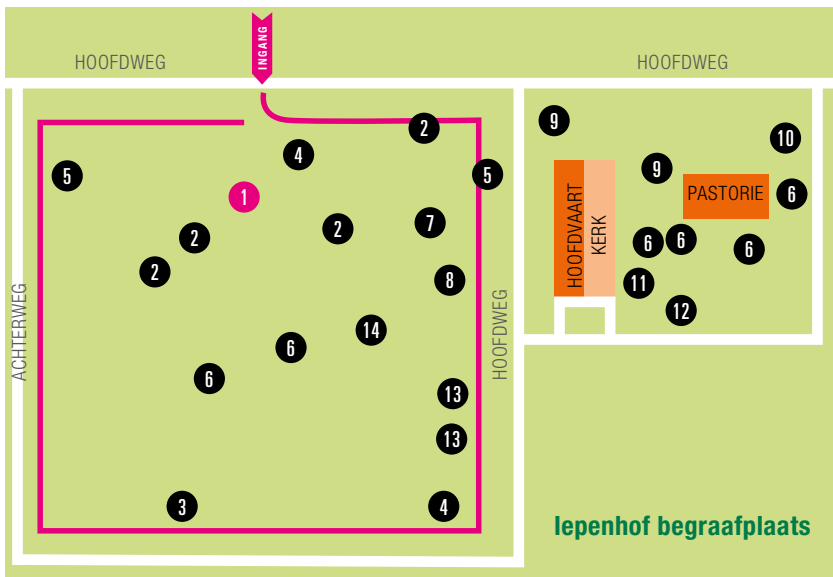 INGANG
HOOFDWEG
HOOFDWEG
2
9
10
4
5
5
9
1
PASTORIE
6
2
2
7
HOOFDVAART
KERK
6
6
6
2
8
11
ACHTERWEG
12
14
HOOFDWEG
6
6
13
13
3
4
Iepenhof begraafplaats